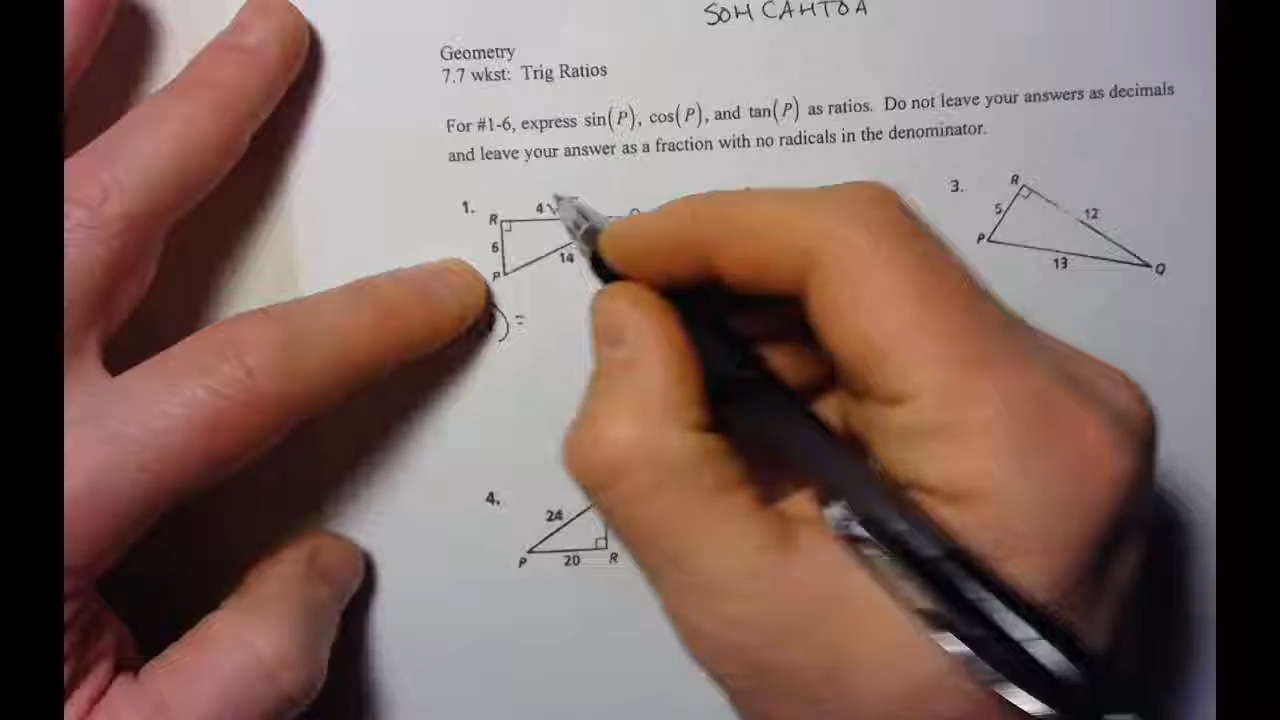 SOH CAHTOA
Geometry
7.7 wkst: Trig Ratios
For #1-6, express sin(P), cos(P), and tan(P) as ratios. Do not leave your answers as decimals
and leave your answer as a fraction with no radicals in the denominator.
1.
R
4√
6
14
P
) =
3.
R
5
12
P
13
Q
4.
24
P
20
R